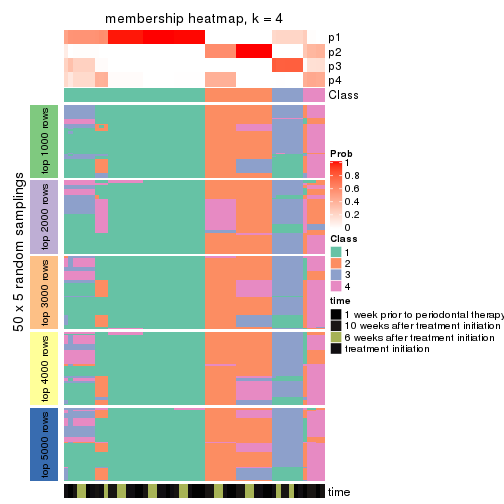 membership heatmap, k = 4
p1
p2
p3
p4
Class
50 x 5 random samplings
top 1000 rows
top 2000 rows
top 3000 rows
top 4000 rows
top 5000 rows
Prob
1
0.8
0.6
0.4
0.2
0
Class
1
2
3
4
time
1 week prior to periodontal therapy
10 weeks after treatment initiation
6 weeks after treatment initiation
treatment initiation
time